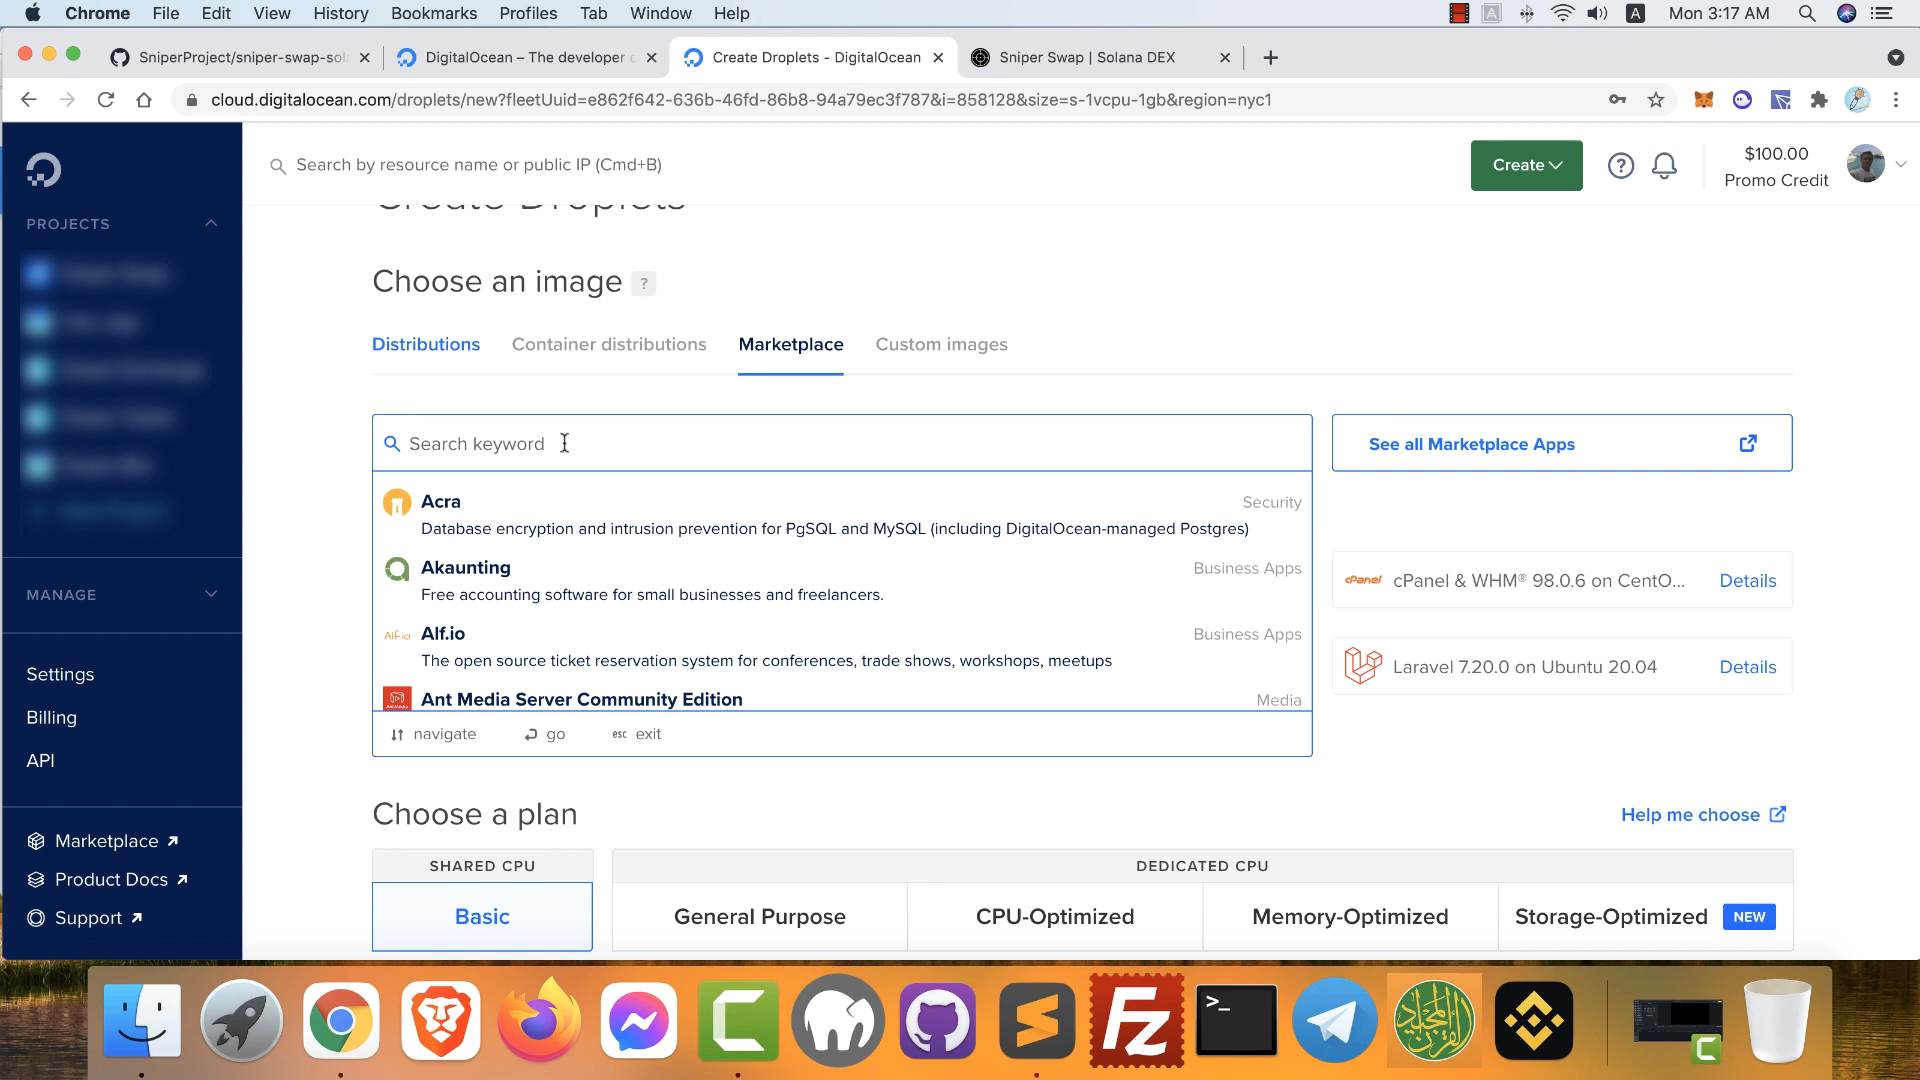 Chrome File Edit View History Bookmarks Profiles Tab Window Help
A A Mon 3:17 AM
SniperProject/sniper-swap-sol
DigitalOcean – The developer c
Create Droplets - DigitalOcean
Sniper Swap | Solana DEX
cloud.digitalocean.com/droplets/new?fleetUuid=e862f642-636b-46fd-86b8-94a79ec3f787&i=858128&size=s-1vcpu-1gb&region=nyc1
Search by resource name or public IP (Cmd+B)
Create
?
$100.00
Promo Credit
PROJECTS
MANAGE
Settings
Billing
API
Marketplace
Product Docs
Support
Create Droplets
Choose an image ?
Distributions Container distributions Marketplace Custom images
Search keyword
See all Marketplace Apps
Acra Security
Database encryption and intrusion prevention for PgSQL and MySQL (including DigitalOcean-managed Postgres)
Akaunting Business Apps
Free accounting software for small businesses and freelancers.
Alf.io Alf.io Business Apps
The open source ticket reservation system for conferences, trade shows, workshops, meetups
Ant Media Server Community Edition Media
navigate go esc exit
cPanel cPanel & WHM® 98.0.6 on CentO... Details
Laravel 7.20.0 on Ubuntu 20.04 Details
Choose a plan
Help me choose
SHARED CPU
DEDICATED CPU
Basic
General Purpose
CPU-Optimized
Memory-Optimized
Storage-Optimized NEW